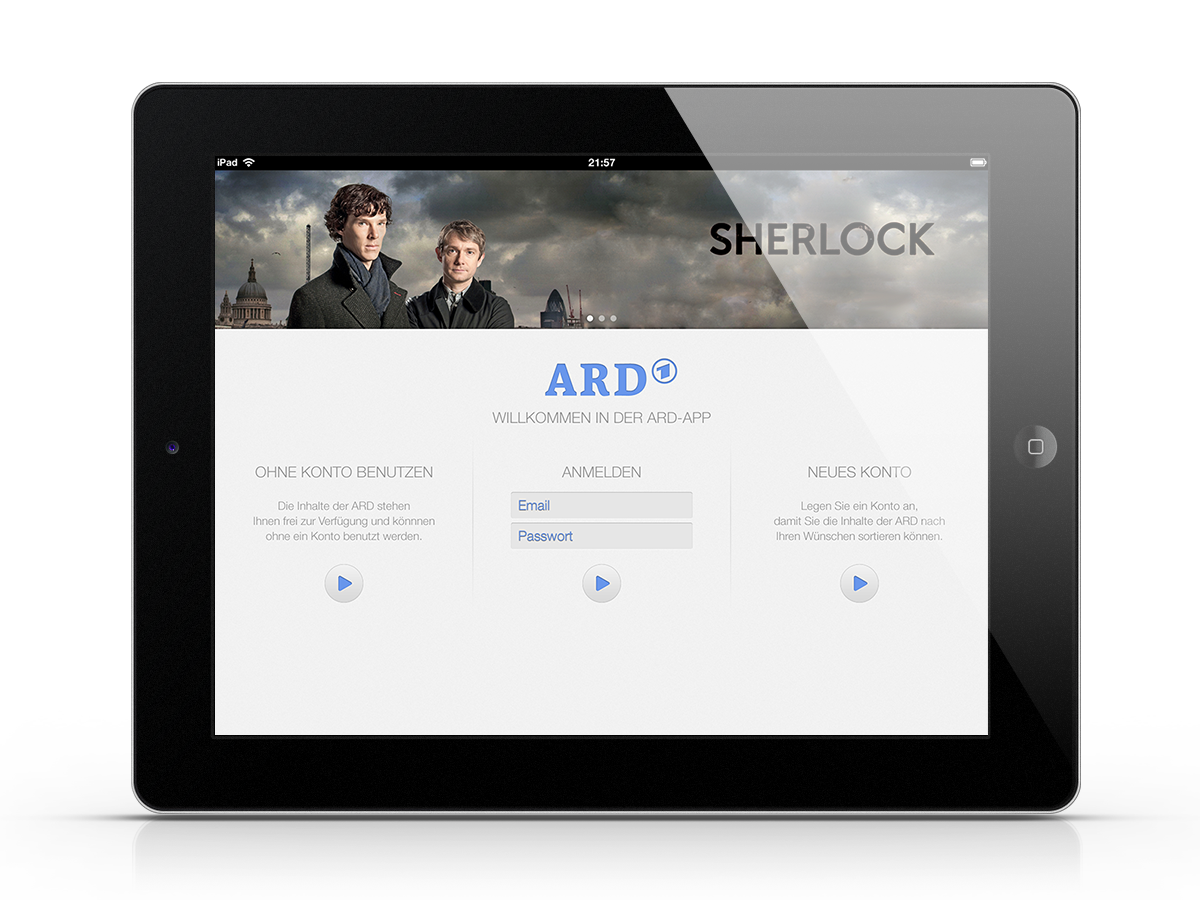 iPad 21:57
SHERLOCK
ARD 1
WILLKOMMEN IN DER ARD-APP
OHNE KONTO BENUTZEN
Die Inhalte der ARD stehen
Ihnen frei zur Verfügung und könnnen
ohne ein Konto benutzt werden.
ANMELDEN
Email
Passwort
NEUES KONTO
Legen Sie ein Konto an,
damit Sie die Inhalte der ARD nach
Ihren Wünschen sortieren können.